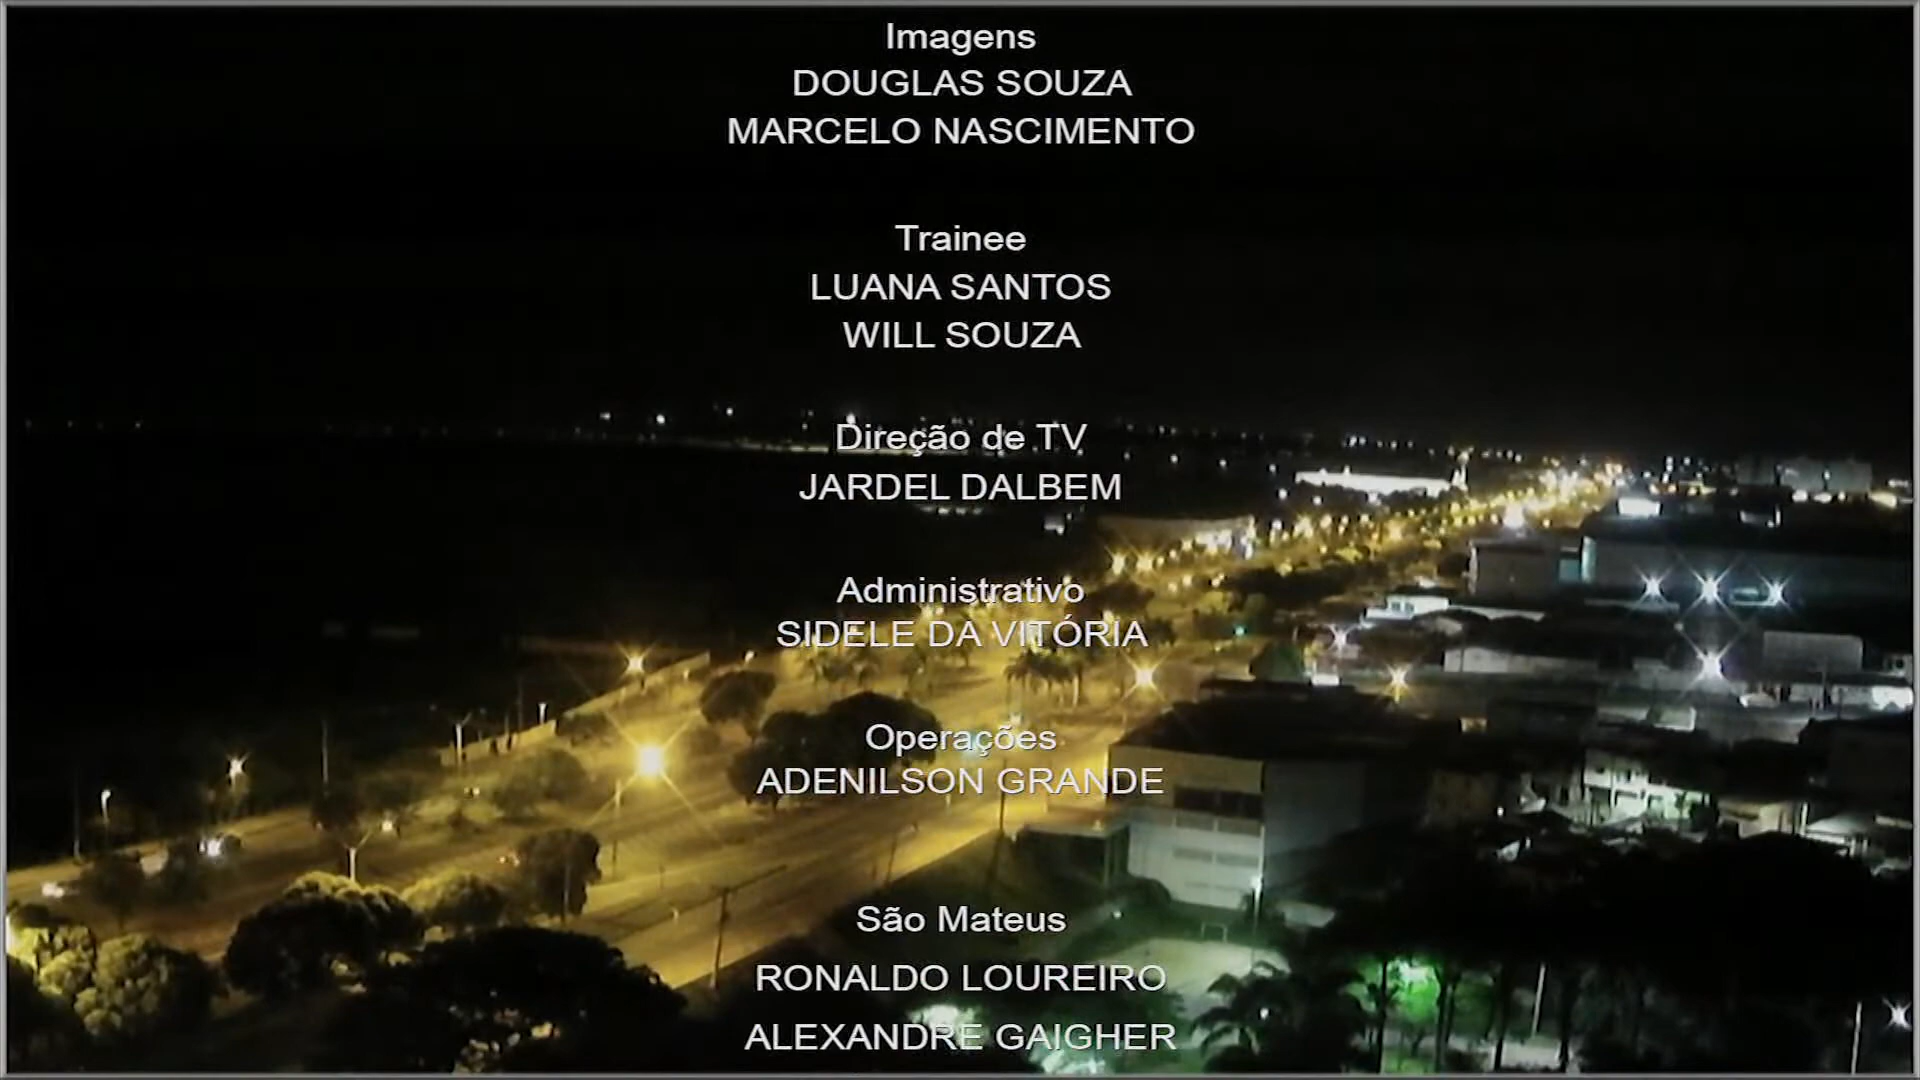 Imagens
DOUGLAS SOUZA
MARCELO NASCIMENTO
Trainee
LUANA SANTOS
WILL SOUZA
Direção de TV
JARDEL DALBEM
Administrativo
SIDELE DA VITÓRIA
Operações
ADENILSON GRANDE
São Mateus
RONALDO LOUREIRO
ALEXANDRE GAIGHER